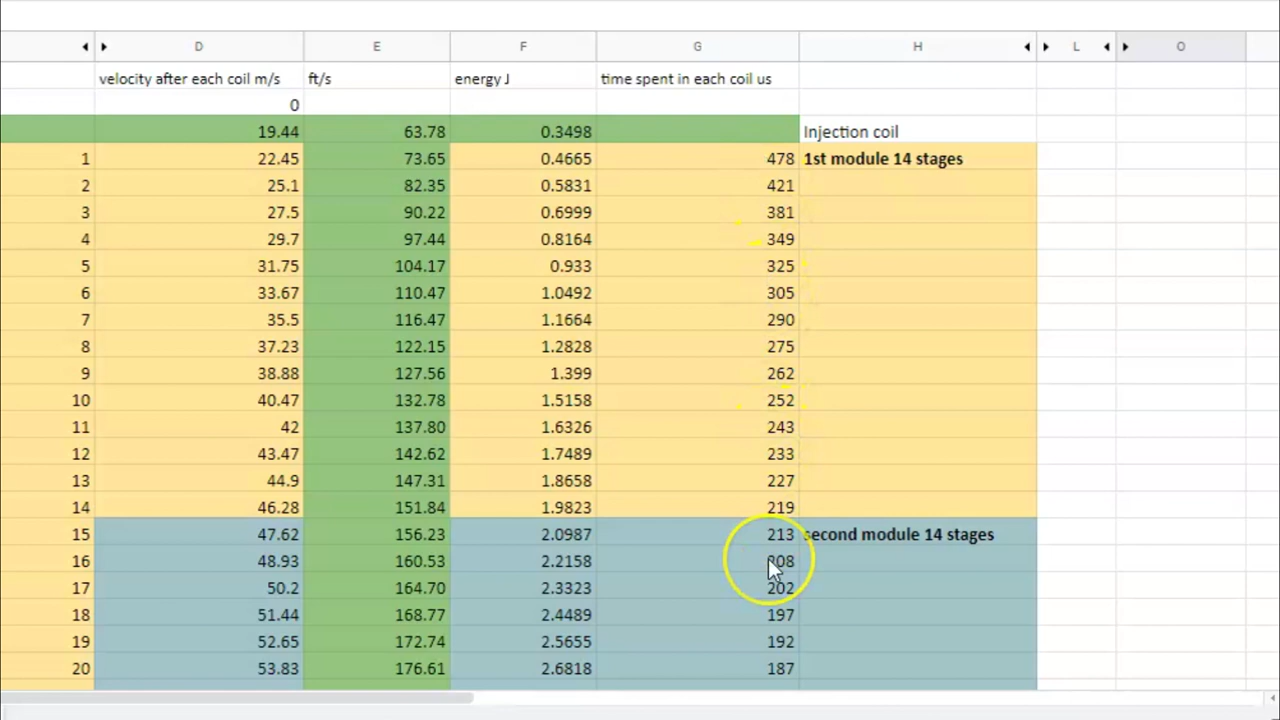 D E F G H L O
velocity after each coil m/s ft/s energy J time spent in each coil us
0
19.44 63.78 0.3498 Injection coil
1 22.45 73.65 0.4665 478 1st module 14 stages
2 25.1 82.35 0.5831 421
3 27.5 90.22 0.6999 381
4 29.7 97.44 0.8164 349
5 31.75 104.17 0.933 325
6 33.67 110.47 1.0492 305
7 35.5 116.47 1.1664 290
8 37.23 122.15 1.2828 275
9 38.88 127.56 1.399 262
10 40.47 132.78 1.5158 252
11 42 137.80 1.6326 243
12 43.47 142.62 1.7489 233
13 44.9 147.31 1.8658 227
14 46.28 151.84 1.9823 219
15 47.62 156.23 2.0987 213 second module 14 stages
16 48.93 160.53 2.2158 208
17 50.2 164.70 2.3323 202
18 51.44 168.77 2.4489 197
19 52.65 172.74 2.5655 192
20 53.83 176.61 2.6818 187